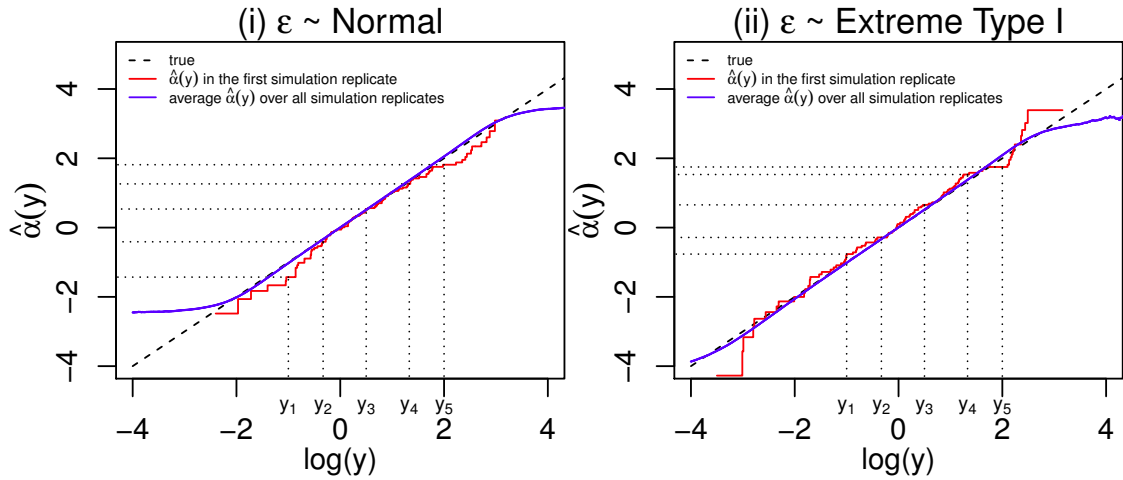 (i) ε ~ Normal
true
α̂(y) in the first simulation replicate
average α̂(y) over all simulation replicates
4
2
0
−2
−4
α̂(y)
y1 y2 y3 y4 y5
−4 −2 0 2 4
log(y)
(ii) ε ~ Extreme Type I
true
α̂(y) in the first simulation replicate
average α̂(y) over all simulation replicates
4
2
0
−2
−4
α̂(y)
y1 y2 y3 y4 y5
−4 −2 0 2 4
log(y)